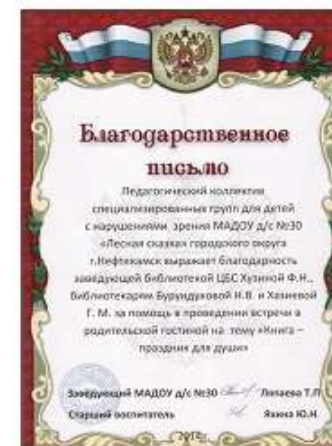 Благодарственное
письмо
Педагогический коллектив
специализированных групп для детей
с нарушениями зрения МАДОУ д/с №30
«Лесная сказка» городского округа
г.Нефтекамск выражает благодарность
заведующей библиотекой ЦБС Хузиной Ф.Н.,
библиотекарям Бурундуковой Н.В. и Хазиевой
Г. М. за помощь в проведении встречи в
родительской гостиной на тему «Книга –
праздник для души»
Заведующий МАДОУ д/с №30 Липаева Т.П
Старший воспитатель Яхина Ю.Н.